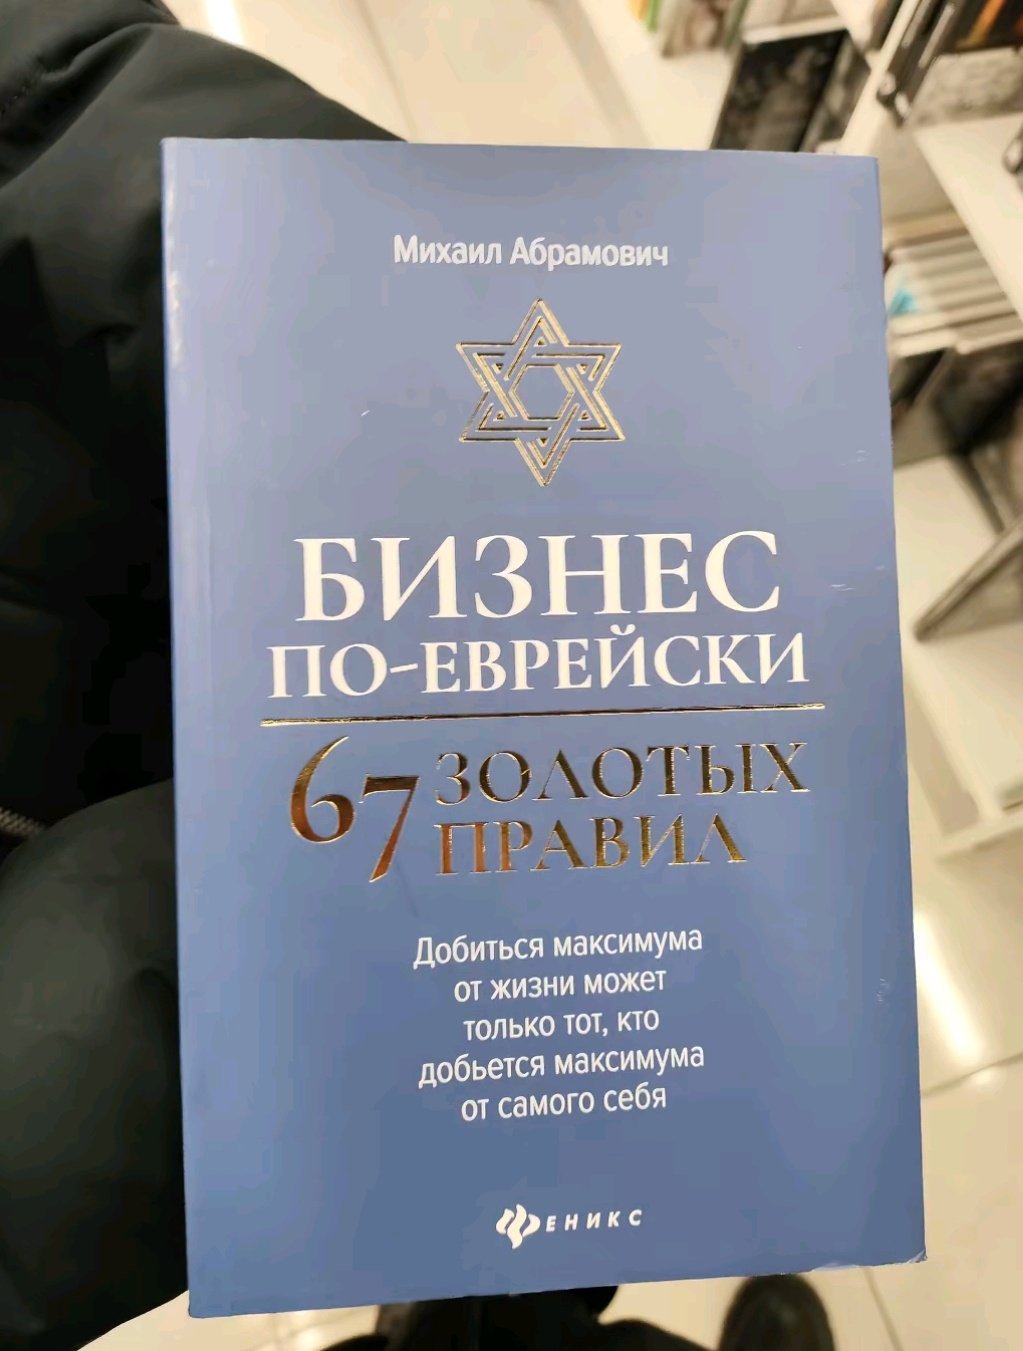 Михаил Абрамович
БИЗНЕС
ПО-ЕВРЕЙСКИ
67 ЗОЛОТЫХ
ПРАВИЛ
Добиться максимума
от жизни может
только тот, кто
добьется максимума
от самого себя
ФЕНИКС